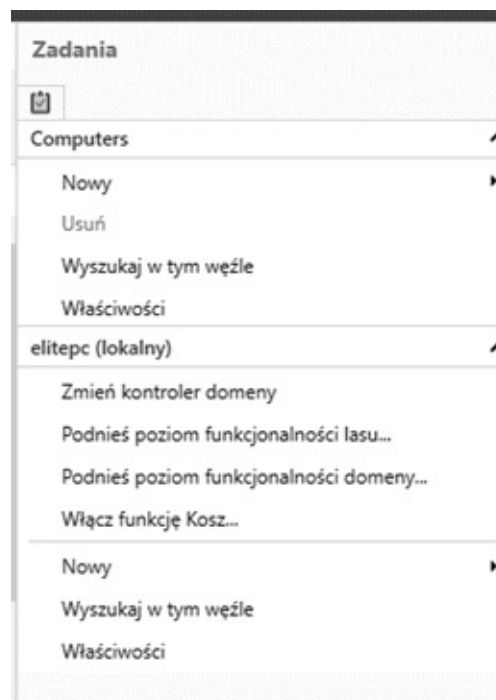 Zadania
Computers
Nowy
Usuń
Wyszukaj w tym węźle
Właściwości
elitepc (lokalny)
Zmień kontroler domeny
Podnieś poziom funkcjonalności lasu...
Podnieś poziom funkcjonalności domeny...
Włącz funkcję Kosz...
Nowy
Wyszukaj w tym węźle
Właściwości